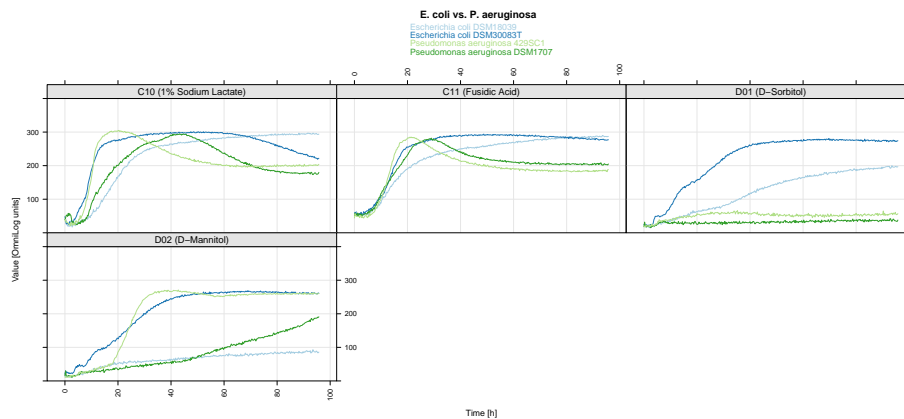 E. coli vs. P. aeruginosa
Escherichia coli DSM18039
Escherichia coli DSM30083T
Pseudomonas aeruginosa 429SC1
Pseudomonas aeruginosa DSM1707
0 20 40 60 80 100
C10 (1% Sodium Lactate)
C11 (Fusidic Acid)
D01 (D−Sorbitol)
300
200
100
D02 (D−Mannitol)
300
200
100
0 20 40 60 80 100
Value [OmniLog units]
Time [h]